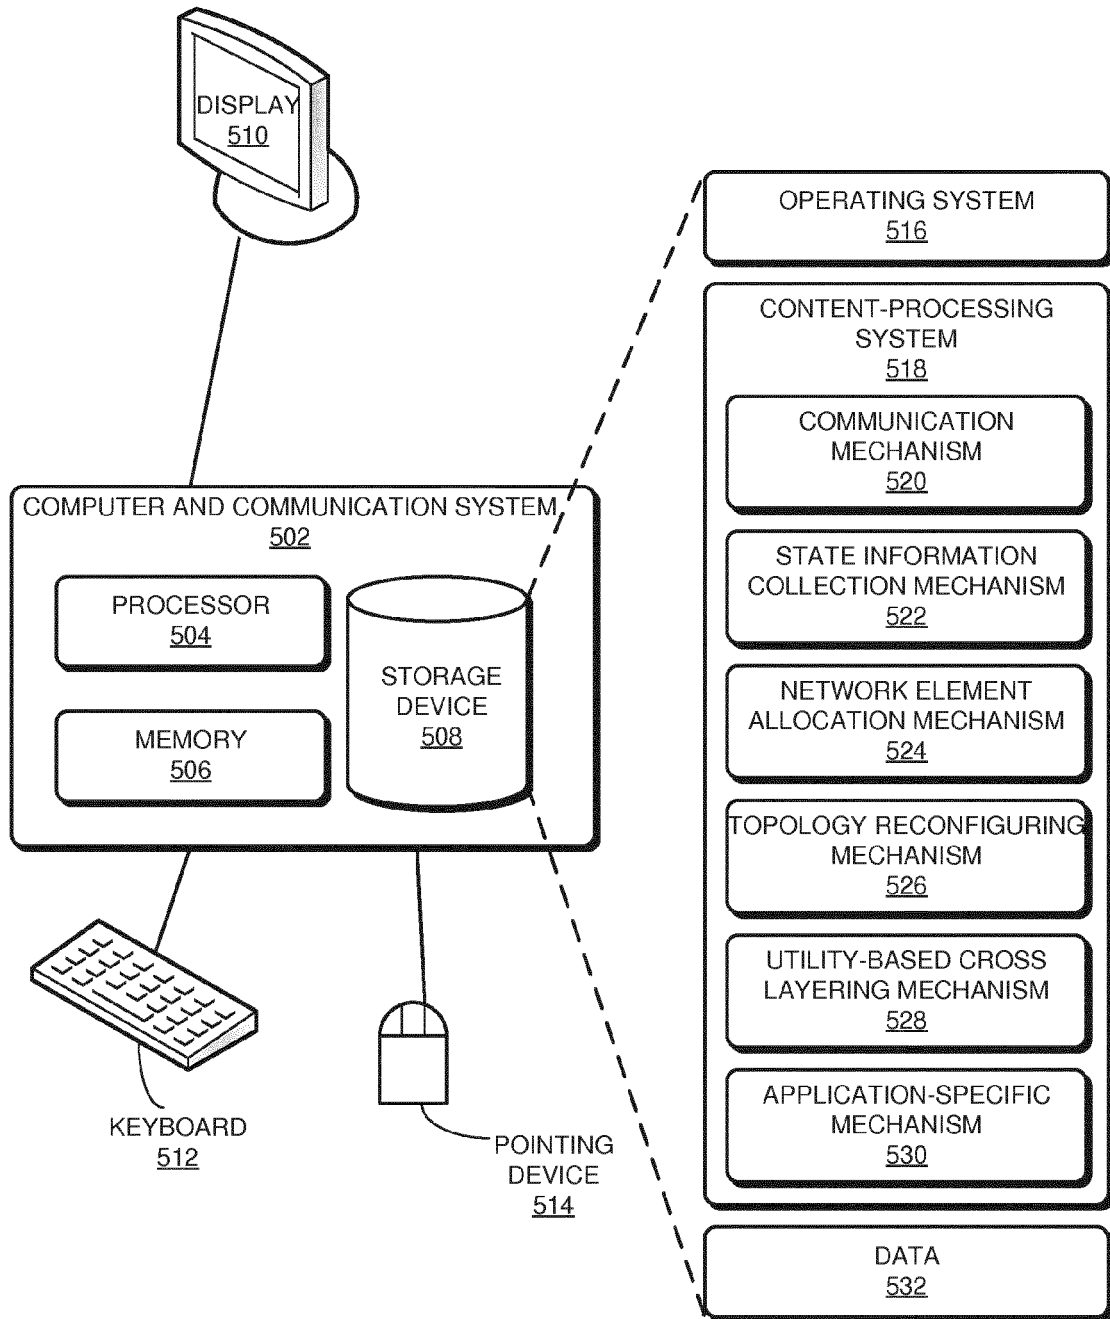 DISPLAY
510
COMPUTER AND COMMUNICATION SYSTEM
502
PROCESSOR
504
MEMORY
506
STORAGE
DEVICE
508
KEYBOARD
512
POINTING
DEVICE
514
OPERATING SYSTEM
516
CONTENT-PROCESSING
SYSTEM
518
COMMUNICATION
MECHANISM
520
STATE INFORMATION
COLLECTION MECHANISM
522
NETWORK ELEMENT
ALLOCATION MECHANISM
524
TOPOLOGY RECONFIGURING
MECHANISM
526
UTILITY-BASED CROSS
LAYERING MECHANISM
528
APPLICATION-SPECIFIC
MECHANISM
530
DATA
532